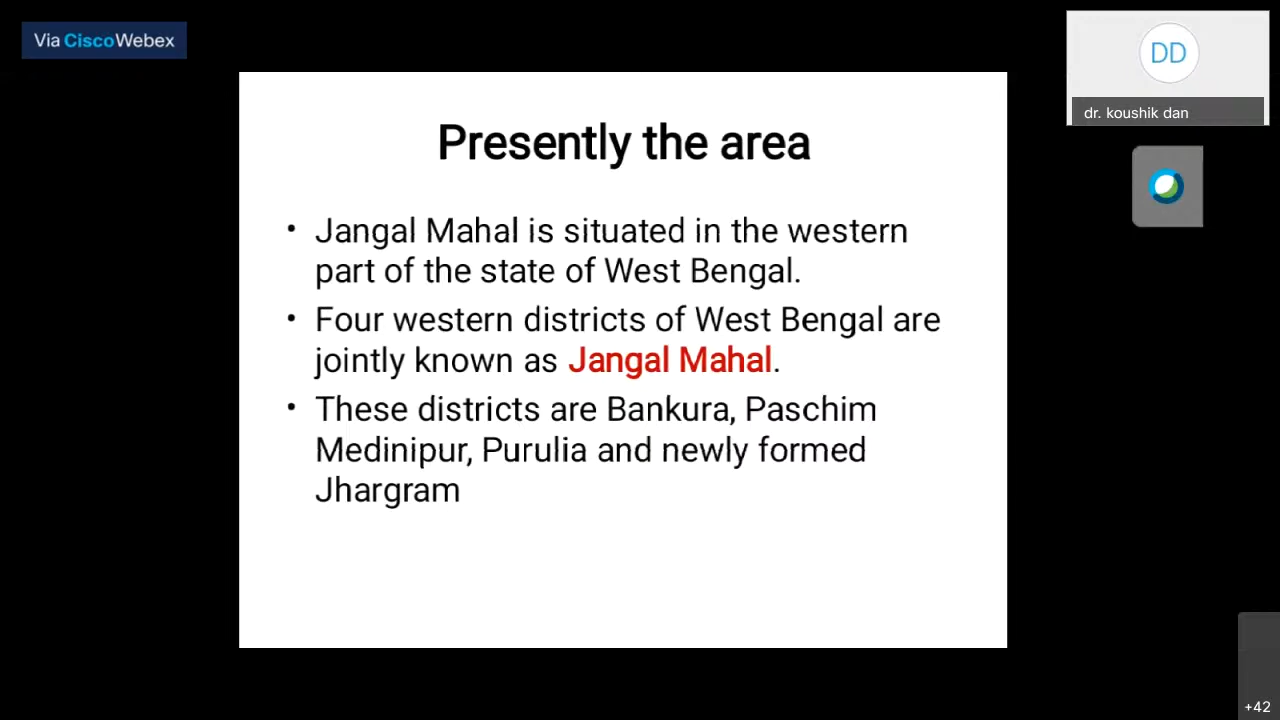 Via Cisco Webex
DD
dr. koushik dan
Presently the area
• Jangal Mahal is situated in the western
part of the state of West Bengal.
• Four western districts of West Bengal are
jointly known as Jangal Mahal.
• These districts are Bankura, Paschim
Medinipur, Purulia and newly formed
Jhargram
+42